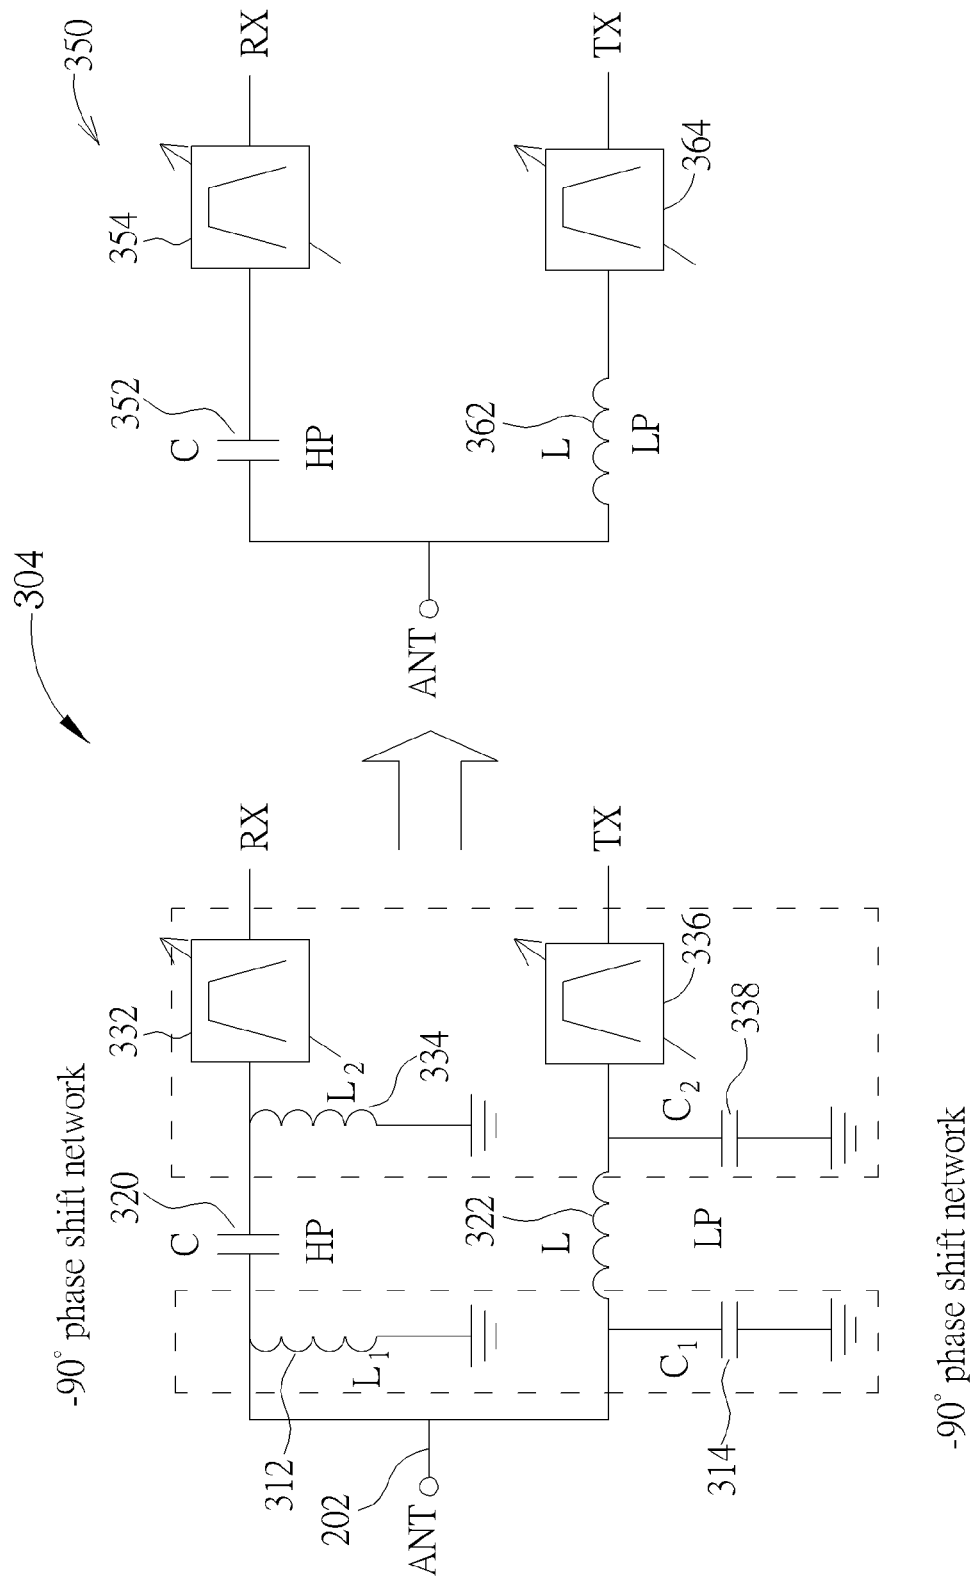 304
-90° phase shift network
320
332
C
HP
L₁
312
L₂
334
RX
202
ANT
322
L
LP
C₁
314
C₂
338
336
TX
-90° phase shift network
350
352
354
C
HP
RX
ANT
362
L
LP
364
TX